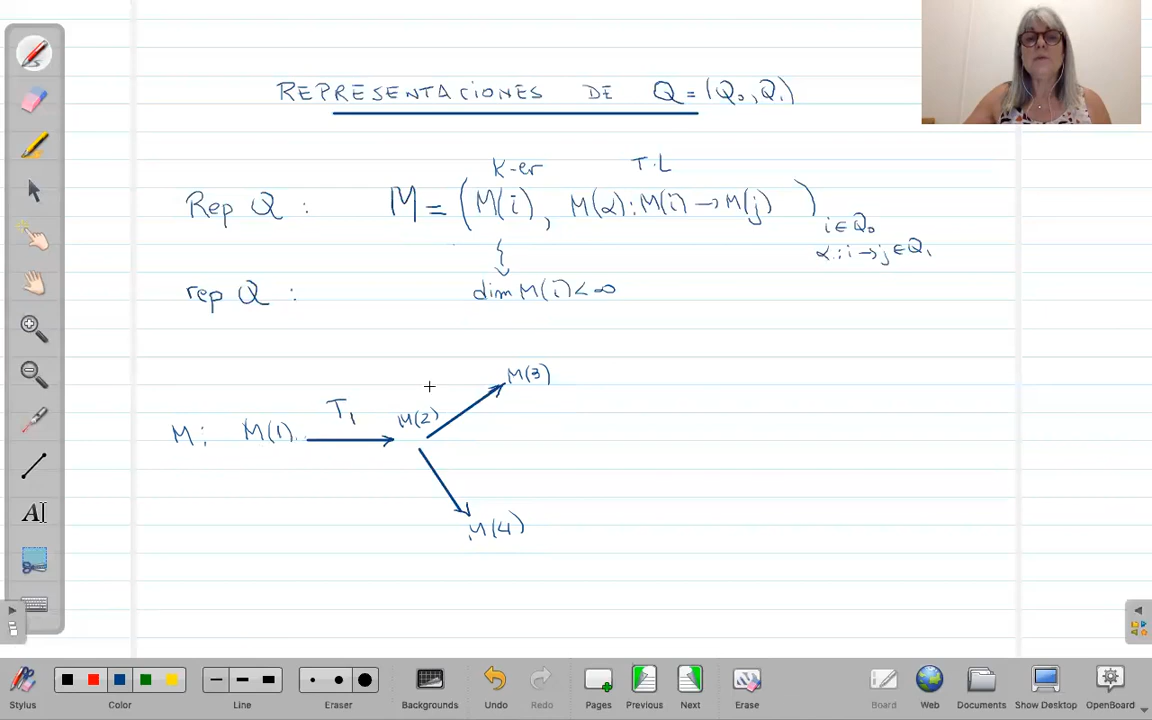 REPRESENTACIONES DE Q=(Q₀,Q₁)
K-ev T.L
Rep Q : M = (M(i), M(α):M(i)→M(j) )
i∈Q₀
α:i→j∈Q₁
rep Q : dim M(i)<∞
M(3)
T₁ M(2)
M: M(1)
M(4)
Stylus Color Line Eraser Backgrounds Undo Redo Pages Previous Next Erase Board Web Documents Show Desktop OpenBoard